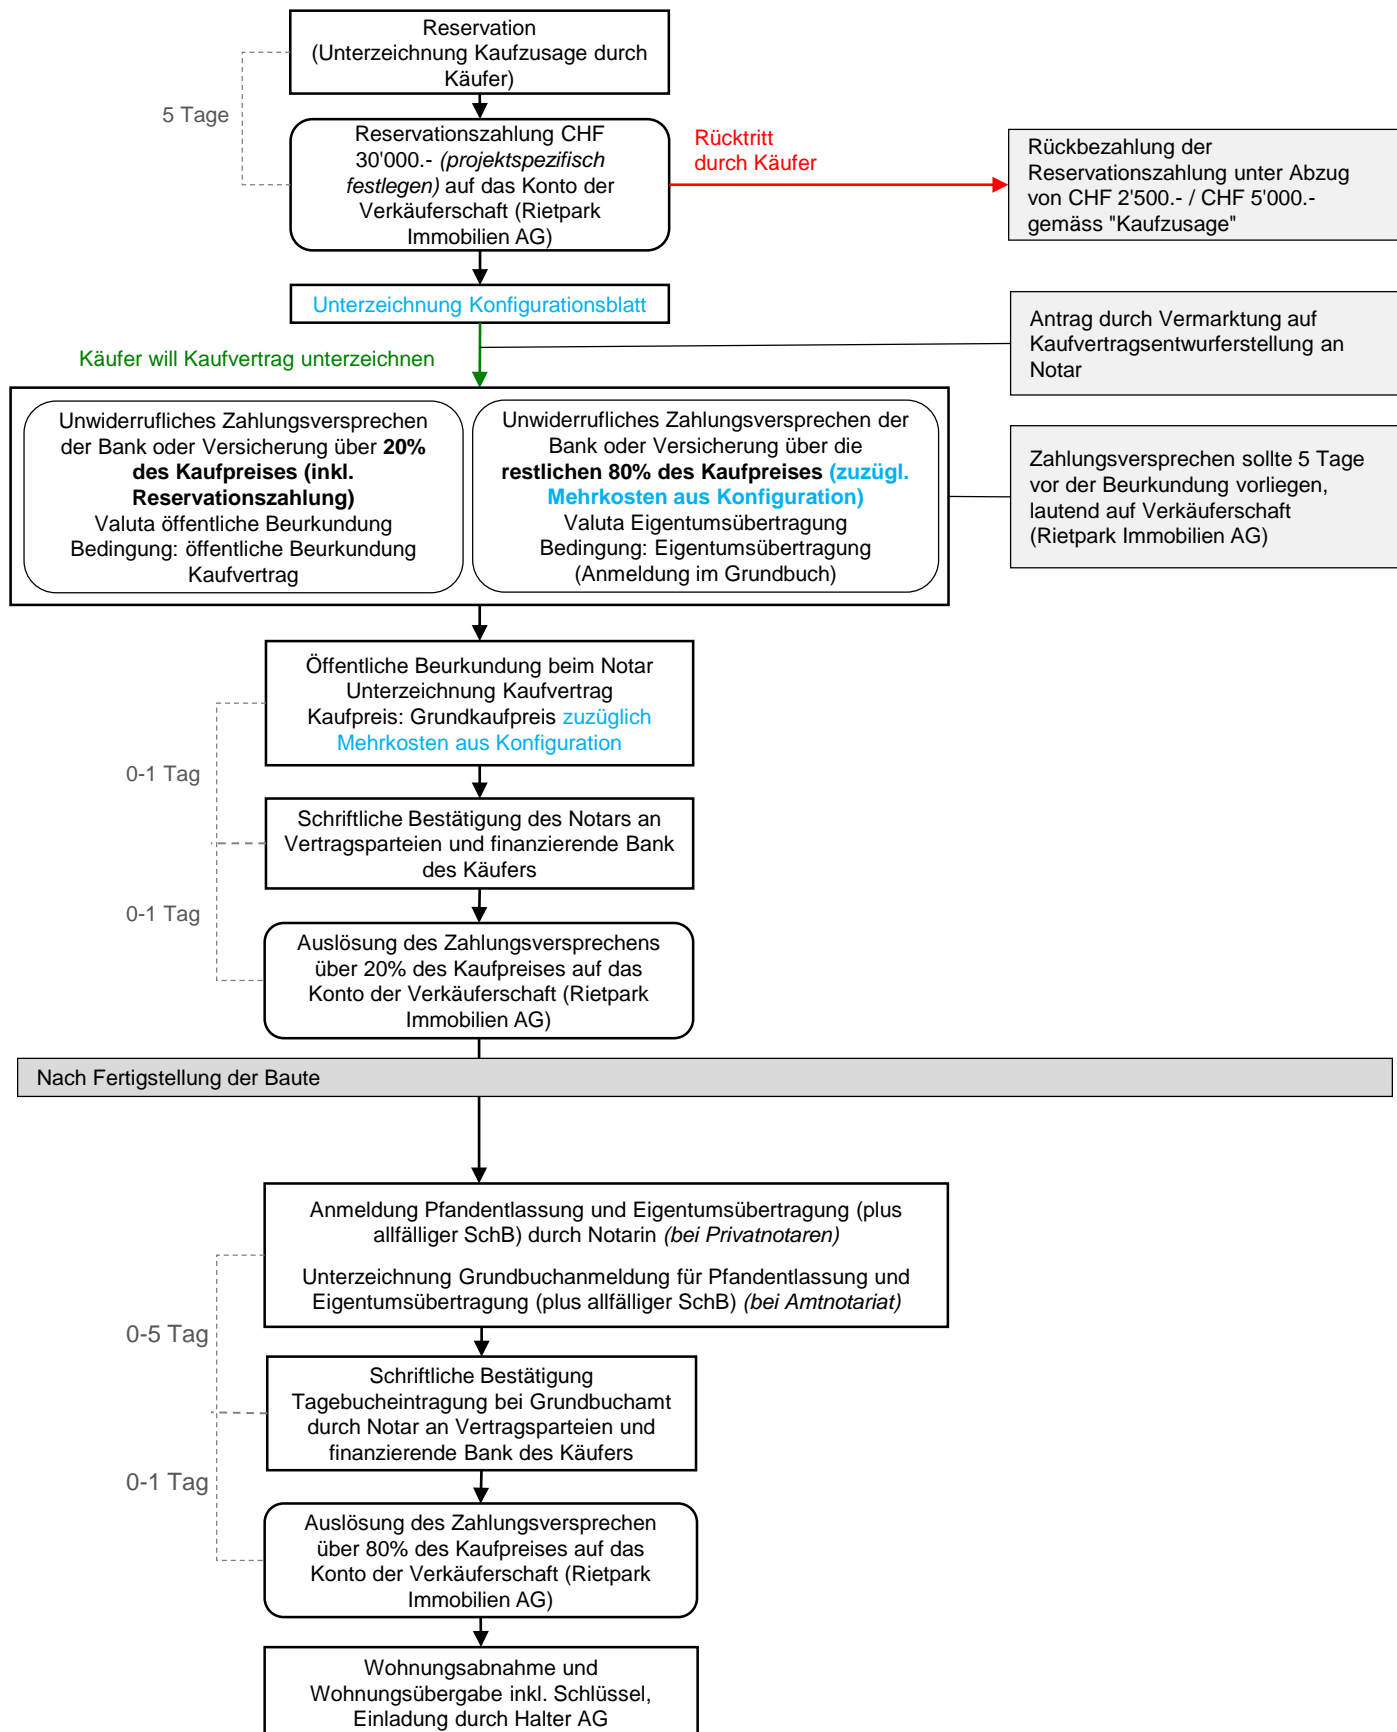 Reservation
(Unterzeichnung Kaufzusage durch
Käufer)
5 Tage
Reservationszahlung CHF
30'000.- (projektspezifisch
festlegen) auf das Konto der
Verkäuferschaft (Rietpark
Immobilien AG)
Rücktritt
durch Käufer
Rückbezahlung der
Reservationszahlung unter Abzug
von CHF 2'500.- / CHF 5'000.-
gemäss "Kaufzusage"
Unterzeichnung Konfigurationsblatt
Käufer will Kaufvertrag unterzeichnen
Antrag durch Vermarktung auf
Kaufvertragsentwurferstellung an
Notar
Unwiderrufliches Zahlungsversprechen
der Bank oder Versicherung über 20%
des Kaufpreises (inkl.
Reservationszahlung)
Valuta öffentliche Beurkundung
Bedingung: öffentliche Beurkundung
Kaufvertrag
Unwiderrufliches Zahlungsversprechen der
Bank oder Versicherung über die
restlichen 80% des Kaufpreises (zuzügl.
Mehrkosten aus Konfiguration)
Valuta Eigentumsübertragung
Bedingung: Eigentumsübertragung
(Anmeldung im Grundbuch)
Zahlungsversprechen sollte 5 Tage
vor der Beurkundung vorliegen,
lautend auf Verkäuferschaft
(Rietpark Immobilien AG)
Öffentliche Beurkundung beim Notar
Unterzeichnung Kaufvertrag
Kaufpreis: Grundkaufpreis zuzüglich
Mehrkosten aus Konfiguration
0-1 Tag
Schriftliche Bestätigung des Notars an
Vertragsparteien und finanzierende Bank
des Käufers
0-1 Tag
Auslösung des Zahlungsversprechens
über 20% des Kaufpreises auf das
Konto der Verkäuferschaft (Rietpark
Immobilien AG)
Nach Fertigstellung der Baute
Anmeldung Pfandentlassung und Eigentumsübertragung (plus
allfälliger SchB) durch Notarin (bei Privatnotaren)
Unterzeichnung Grundbuchanmeldung für Pfandentlassung und
Eigentumsübertragung (plus allfälliger SchB) (bei Amtnotariat)
0-5 Tag
Schriftliche Bestätigung
Tagebucheintragung bei Grundbuchamt
durch Notar an Vertragsparteien und
finanzierende Bank des Käufers
0-1 Tag
Auslösung des Zahlungsversprechen
über 80% des Kaufpreises auf das
Konto der Verkäuferschaft (Rietpark
Immobilien AG)
Wohnungsabnahme und
Wohnungsübergabe inkl. Schlüssel,
Einladung durch Halter AG